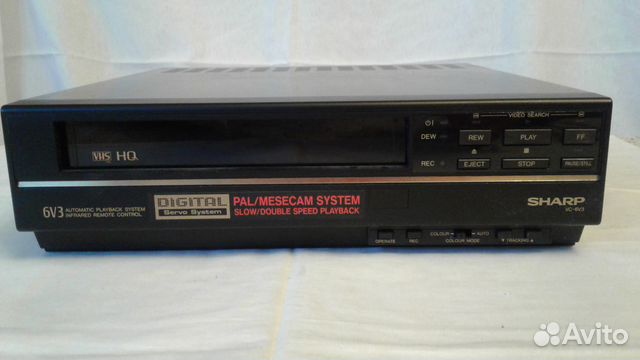 VIDEO SEARCH
DEW
REW
PLAY
FF
VHS HQ
REC
EJECT
STOP
PAUSE/STILL
6V3
AUTOMATIC PLAYBACK SYSTEM
INFRARED REMOTE CONTROL
DIGITAL
Servo System
PAL/MESECAM SYSTEM
SLOW/DOUBLE SPEED PLAYBACK
SHARP
VC-6V3
OPERATE
REC
COLOUR
AUTO
COLOUR MODE
▼ TRACKING ▲
Avito